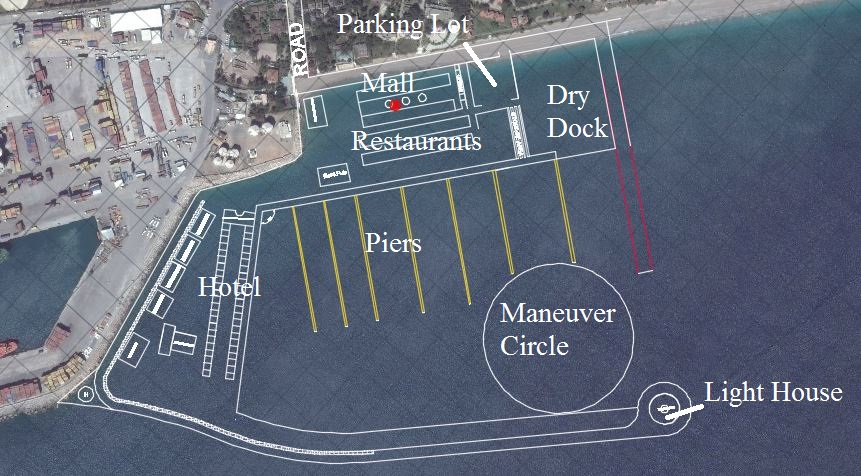 Parking Lot
ROAD
Mall
Dry
Dock
Restaurants
Piers
Hotel
Maneuver
Circle
Light House
H